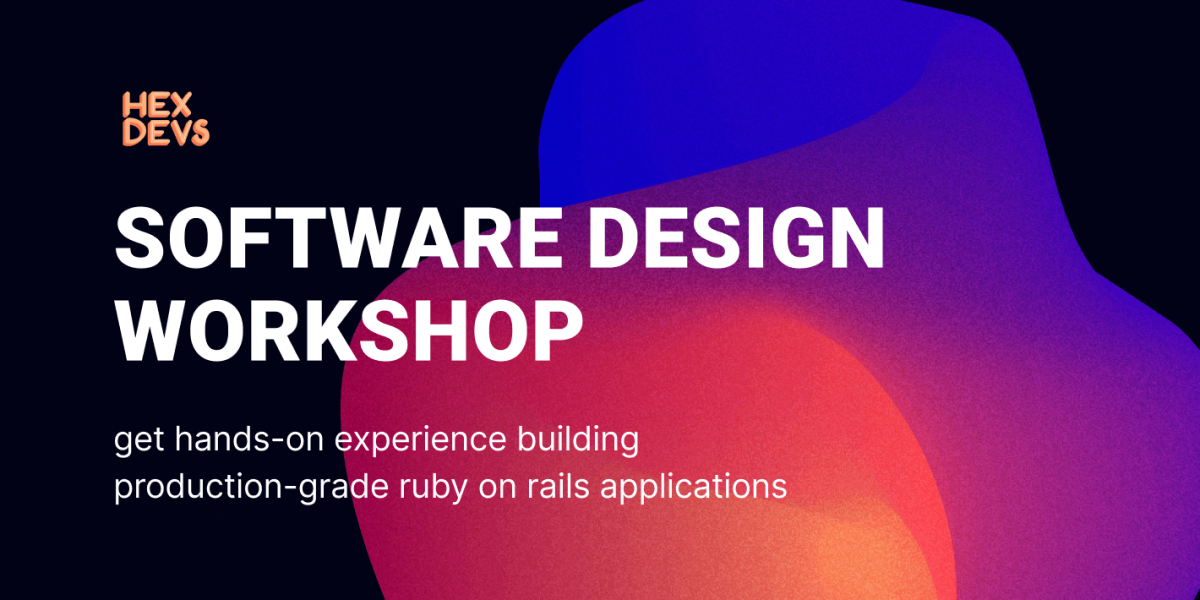 HEX
DEVS
SOFTWARE DESIGN
WORKSHOP
get hands-on experience building
production-grade ruby on rails applications